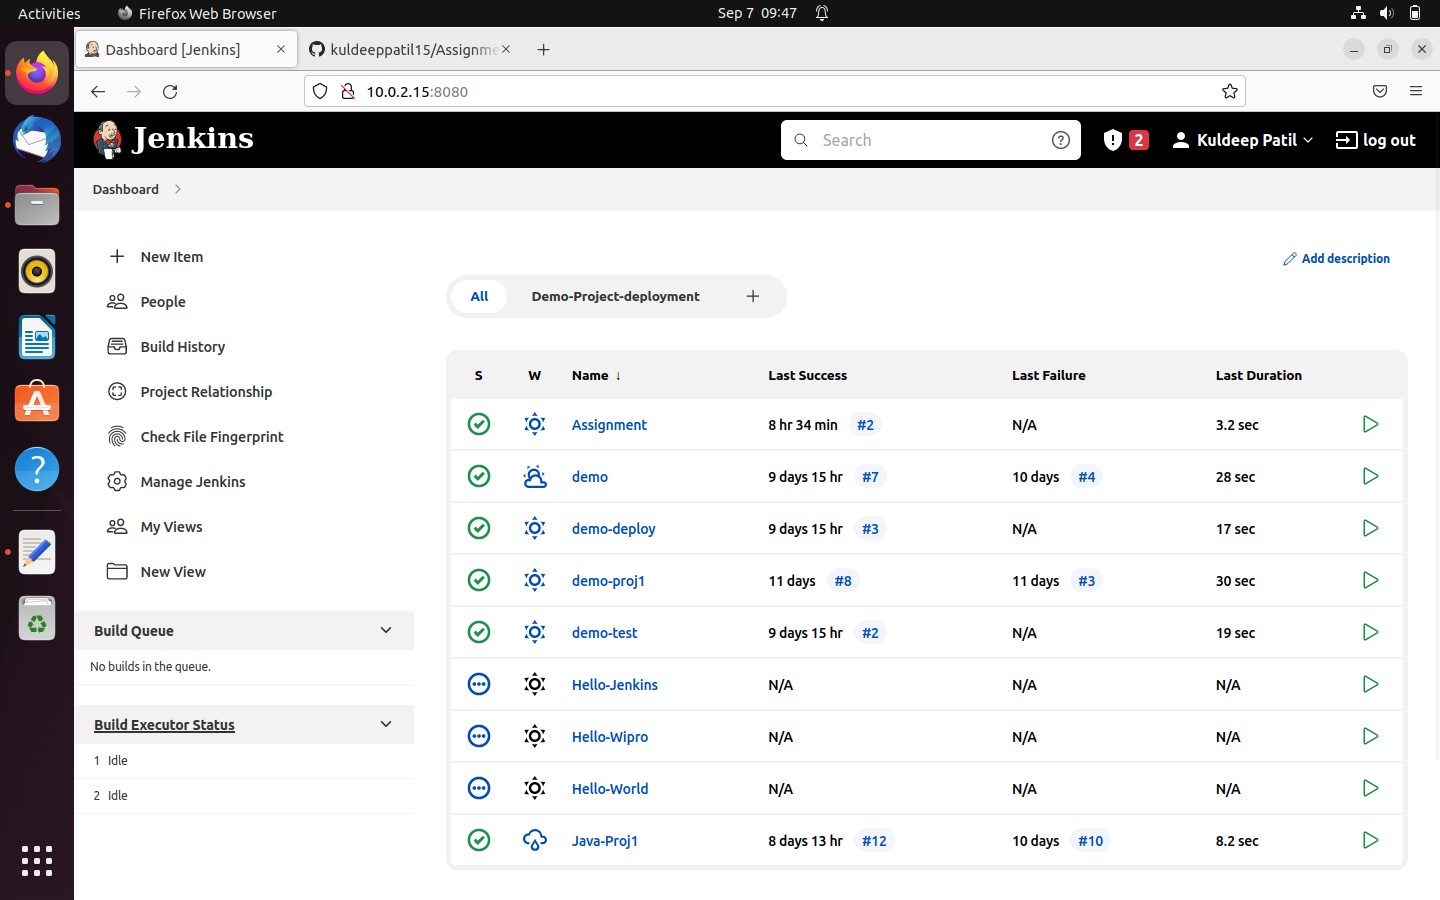 Activities Firefox Web Browser Sep 7 09:47
Dashboard [Jenkins] kuldeeppatil15/Assignme
10.0.2.15:8080
Jenkins Search 2 Kuldeep Patil log out
Dashboard
New Item
People
Build History
Project Relationship
Check File Fingerprint
Manage Jenkins
My Views
New View
Build Queue
No builds in the queue.
Build Executor Status
1 Idle
2 Idle
Add description
All Demo-Project-deployment
S W Name ↓ Last Success Last Failure Last Duration
Assignment 8 hr 34 min #2 N/A 3.2 sec
demo 9 days 15 hr #7 10 days #4 28 sec
demo-deploy 9 days 15 hr #3 N/A 17 sec
demo-proj1 11 days #8 11 days #3 30 sec
demo-test 9 days 15 hr #2 N/A 19 sec
Hello-Jenkins N/A N/A N/A
Hello-Wipro N/A N/A N/A
Hello-World N/A N/A N/A
Java-Proj1 8 days 13 hr #12 10 days #10 8.2 sec